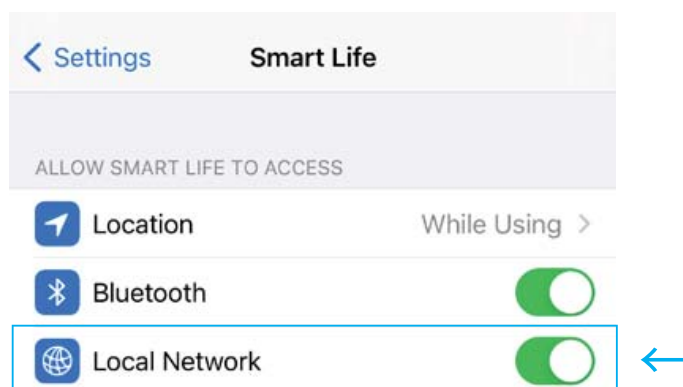 Settings Smart Life
ALLOW SMART LIFE TO ACCESS
Location While Using
Bluetooth
Local Network